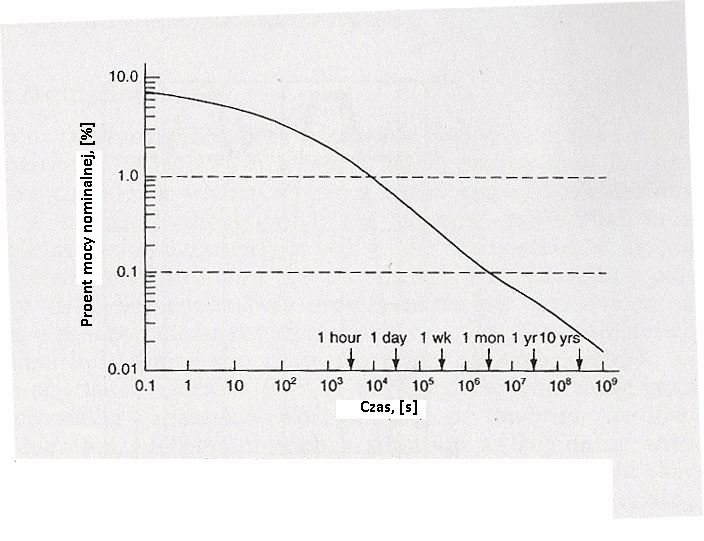 10.0
1.0
0.1
0.01
Proent mocy nominalnej, [%]
1 hour 1 day 1 wk 1 mon 1 yr 10 yrs
0.1 1 10 10² 10³ 10⁴ 10⁵ 10⁶ 10⁷ 10⁸ 10⁹
Czas, [s]